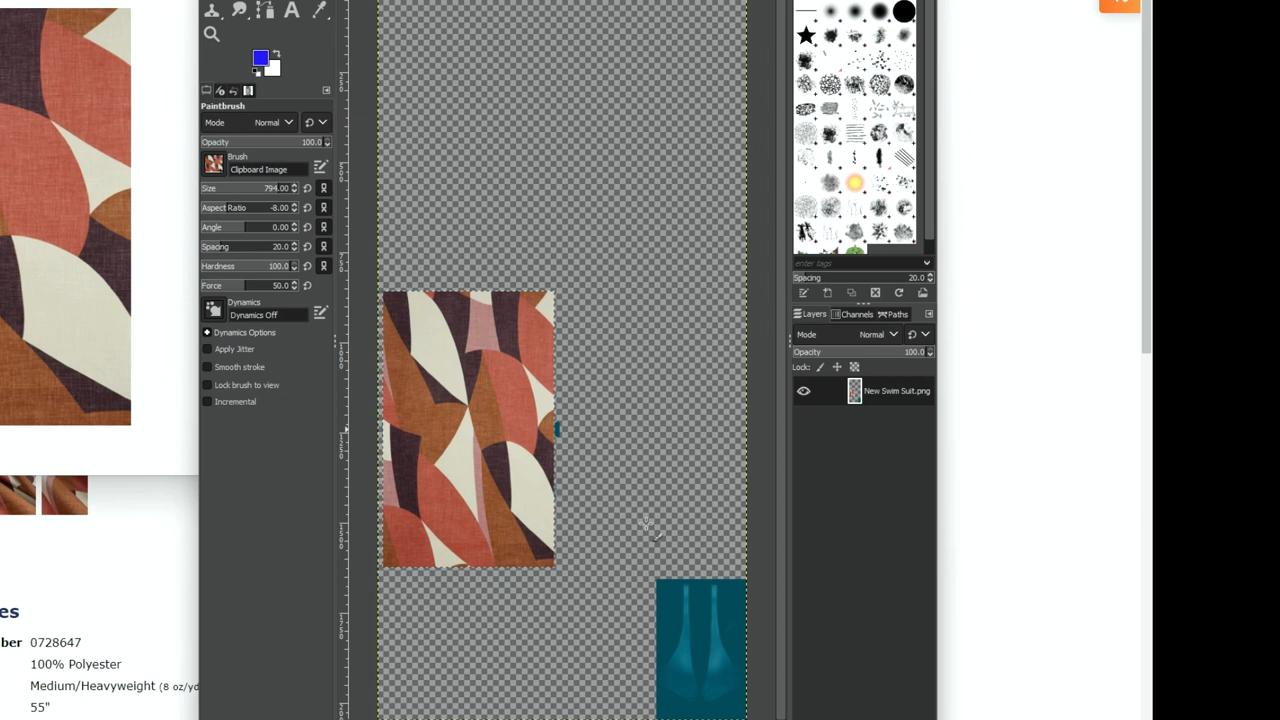 A
Paintbrush
Mode Normal
Opacity 100.0
Brush
Clipboard Image
Size 794.00
Aspect Ratio -8.00
Angle 0.00
Spacing 20.0
Hardness 100.0
Force 50.0
Dynamics
Dynamics Off
Dynamics Options
Apply Jitter
Smooth stroke
Lock brush to view
Incremental
enter tags
Spacing 20.0
Layers Channels Paths
Mode Normal
Opacity 100.0
Lock:
New Swim Suit.png
es
ber 0728647
100% Polyester
Medium/Heavyweight (8 oz/yd
55"